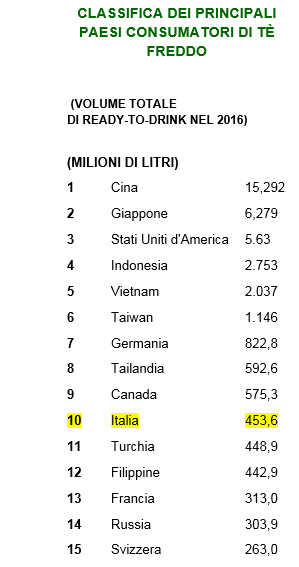 CLASSIFICA DEI PRINCIPALI
PAESI CONSUMATORI DI TÈ
FREDDO
(VOLUME TOTALE
DI READY-TO-DRINK NEL 2016)
(MILIONI DI LITRI)
1 Cina 15,292
2 Giappone 6,279
3 Stati Uniti d'America 5.63
4 Indonesia 2.753
5 Vietnam 2.037
6 Taiwan 1.146
7 Germania 822,8
8 Tailandia 592,6
9 Canada 575,3
10 Italia 453,6
11 Turchia 448,9
12 Filippine 442,9
13 Francia 313,0
14 Russia 303,9
15 Svizzera 263,0